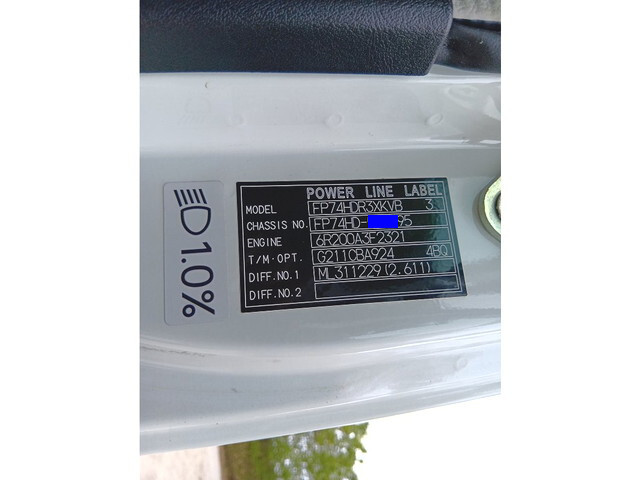 POWER LINE LABEL
MODEL FP74HDR3XKVB 3
CHASSIS NO. FP74HD- 95
ENGINE 6R200A3F2321
T/M·OPT. G211CBA924 4BQ
DIFF.NO.1 ML311229(2.611)
DIFF.NO.2
1.0%